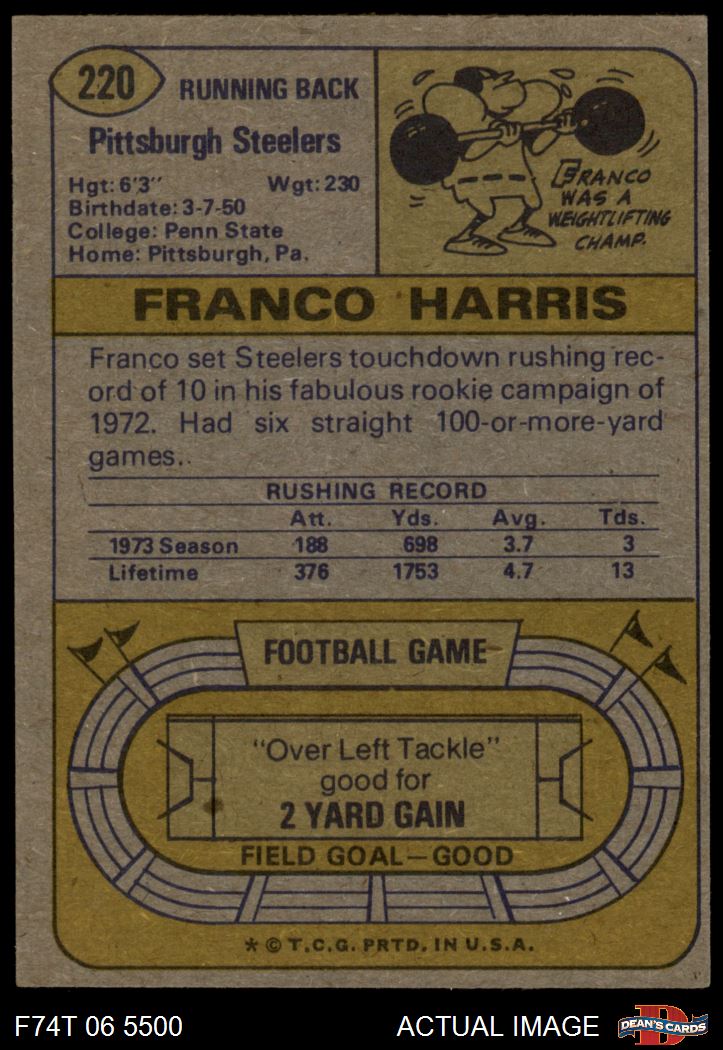 220
RUNNING BACK
Pittsburgh Steelers
Hgt: 6'3" Wgt: 230
Birthdate: 3-7-50
College: Penn State
Home: Pittsburgh, Pa.
FRANCO
WAS A
WEIGHTLIFTING
CHAMP.
FRANCO HARRIS
Franco set Steelers touchdown rushing rec-
ord of 10 in his fabulous rookie campaign of
1972. Had six straight 100-or-more-yard
games..
RUSHING RECORD
Att. Yds. Avg. Tds.
1973 Season 188 698 3.7 3
Lifetime 376 1753 4.7 13
FOOTBALL GAME
"Over Left Tackle"
good for
2 YARD GAIN
FIELD GOAL—GOOD
* © T.C.G. PRTD. IN U.S.A.
F74T 06 5500 ACTUAL IMAGE
D
DEAN'S CARDS